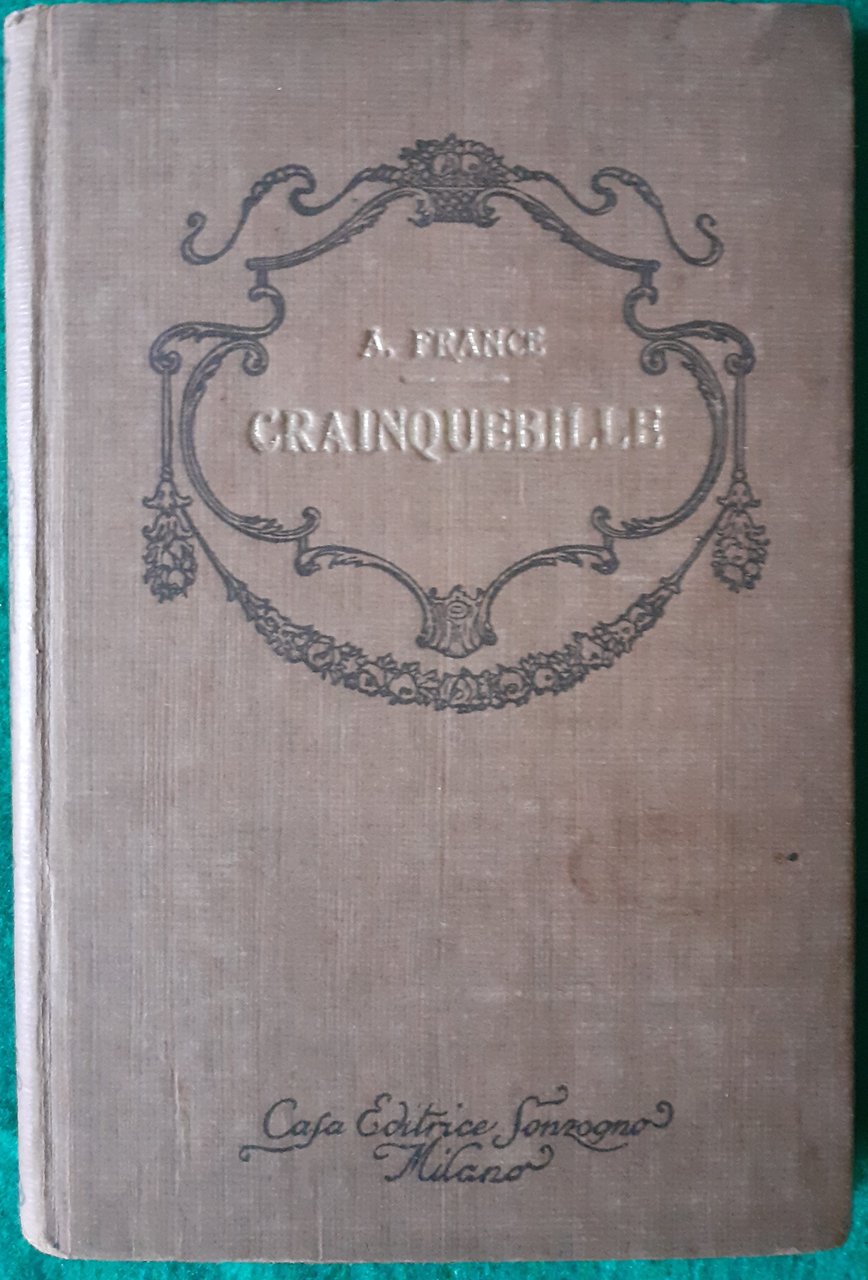 A. FRANCE
CRAINQUEBILLE
Casa Editrice Sonzogno
Milano